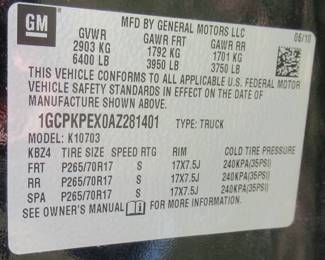 GM
MFD BY GENERAL MOTORS LLC
GVWR GAWR FRT GAWR RR 06/10
2903 KG 1792 KG 1701 KG
6400 LB 3950 LB 3750 LB
THIS VEHICLE CONFORMS TO ALL APPLICABLE U.S. FEDERAL MOTOR
VEHICLE SAFETY STANDARDS IN EFFECT ON THE DATE OF
MANUFACTURE SHOWN ABOVE.
1GCPKPEX0AZ281401 TYPE: TRUCK
MODEL: K10703
KBZ4 TIRE SIZE SPEED RTG RIM COLD TIRE PRESSURE
FRT P265/70R17 S 17X7.5J 240KPA(35PSI)
RR P265/70R17 S 17X7.5J 240KPA(35PSI)
SPA P265/70R17 S 17X7.5J 240KPA(35PSI)
SEE OWNER'S MANUAL FOR MORE INFORMATION.